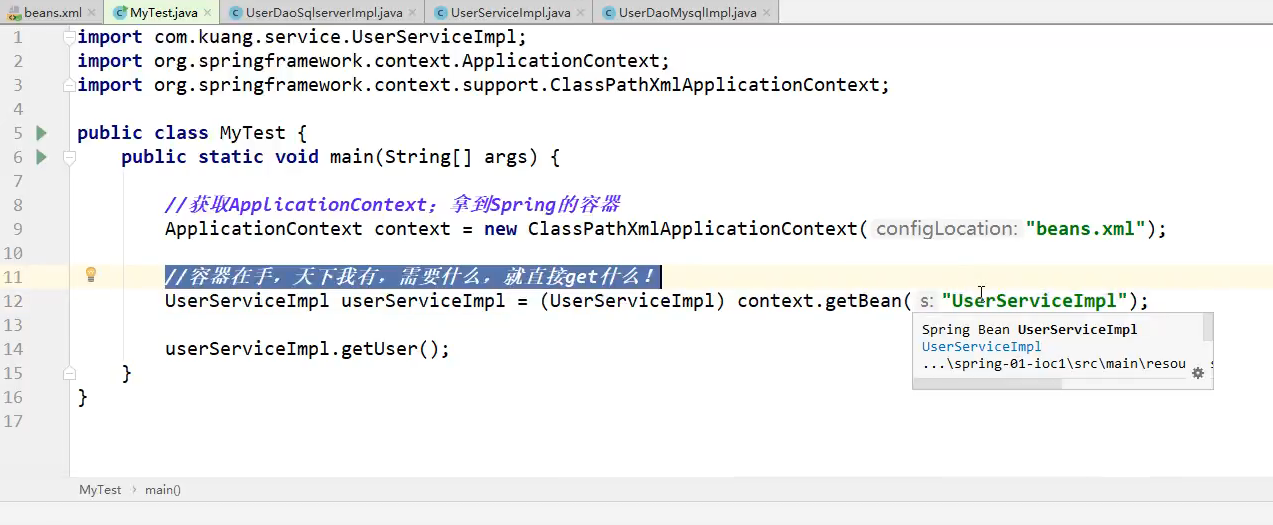 beans.xml MyTest.java UserDaoSqlserverImpl.java UserServiceImpl.java UserDaoMysqlImpl.java
1 import com.kuang.service.UserServiceImpl;
2 import org.springframework.context.ApplicationContext;
3 import org.springframework.context.support.ClassPathXmlApplicationContext;
4
5 public class MyTest {
6 public static void main(String[] args) {
7
8 //获取ApplicationContext；拿到Spring的容器
9 ApplicationContext context = new ClassPathXmlApplicationContext( configLocation: "beans.xml");
10
11 //容器在手，天下我有，需要什么，就直接get什么！
12 UserServiceImpl userServiceImpl = (UserServiceImpl) context.getBean( s: "UserServiceImpl");
13
Spring Bean UserServiceImpl
UserServiceImpl
...\spring-01-ioc1\src\main\resou
14 userServiceImpl.getUser();
15 }
16 }
17
MyTest › main()